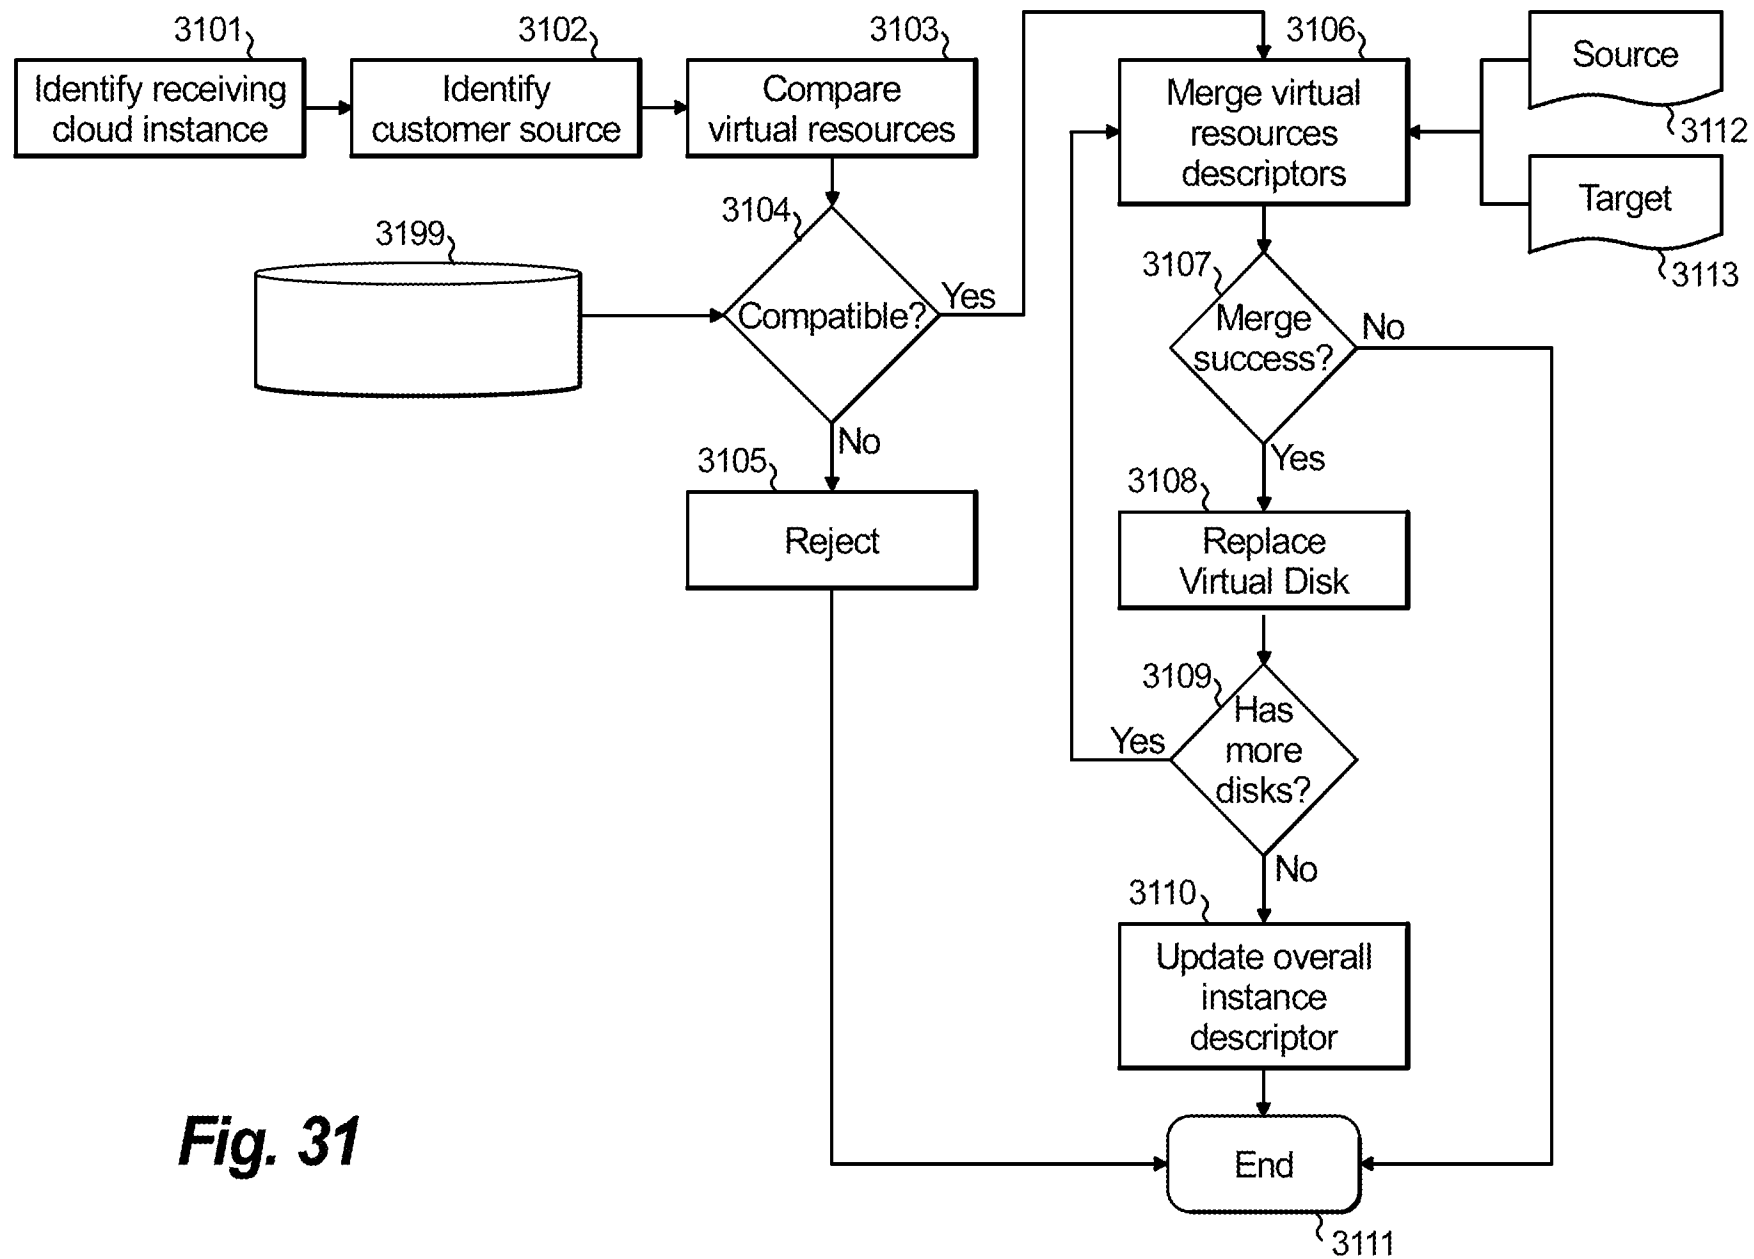 3101
Identify receiving
cloud instance
3102
Identify
customer source
3103
Compare
virtual resources
3104
Compatible?
Yes
No
3199
3105
Reject
3106
Merge virtual
resources
descriptors
Source
3112
Target
3113
3107
Merge
success?
No
Yes
3108
Replace
Virtual Disk
3109
Has
more
disks?
Yes
No
3110
Update overall
instance
descriptor
End
3111
Fig. 31